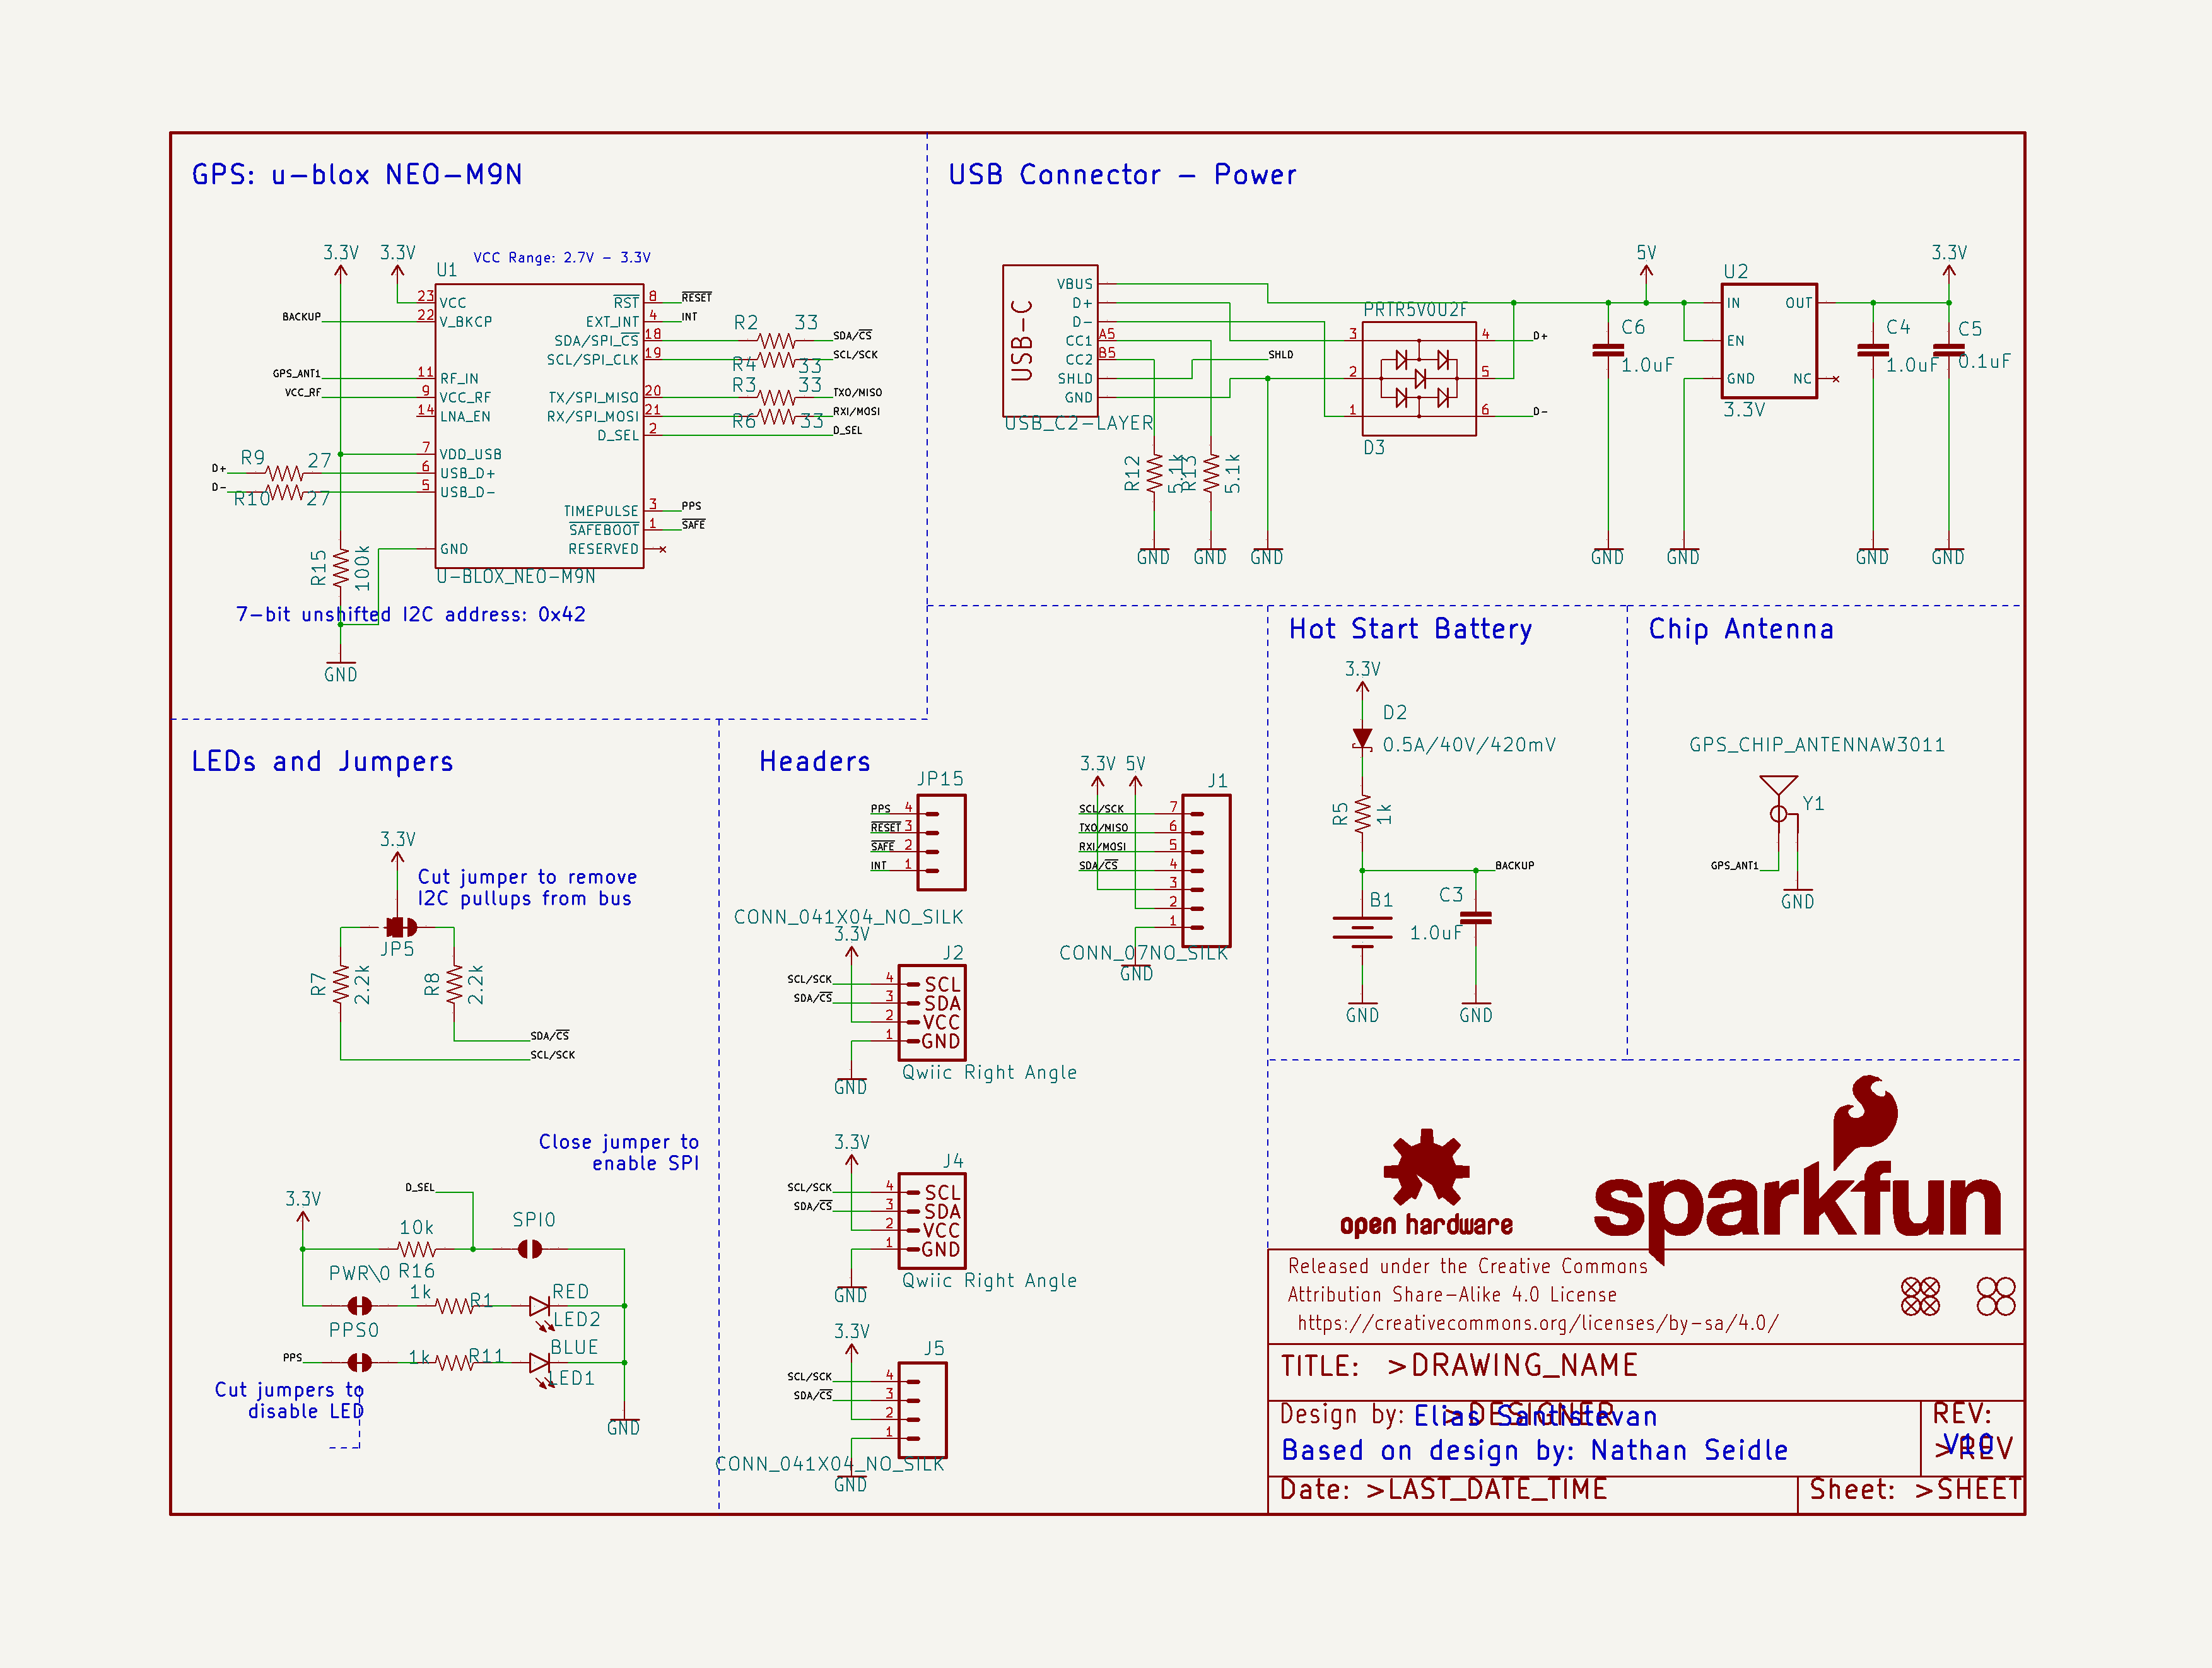 GPS: u-blox NEO-M9N
3.3V
3.3V
VCC Range: 2.7V - 3.3V
U1
BACKUP
GPS_ANT1
VCC_RF
D+
D-
R9
27
R10
27
R15
100k
23
22
11
9
14
7
6
5
VCC
V_BKCP
RF_IN
VCC_RF
LNA_EN
VDD_USB
USB_D+
USB_D-
GND
RST
EXT_INT
SDA/SPI_CS
SCL/SPI_CLK
TX/SPI_MISO
RX/SPI_MOSI
D_SEL
TIMEPULSE
SAFEBOOT
RESERVED
8
4
18
19
20
21
2
3
1
RESET
INT
R2
33
SDA/CS
R4
33
SCL/SCK
R3
33
TXO/MISO
R6
33
RXI/MOSI
D_SEL
PPS
SAFE
U-BLOX_NEO-M9N
7-bit unshifted I2C address: 0x42
GND
USB Connector - Power
USB-C
VBUS
D+
D-
CC1
CC2
SHLD
GND
A5
B5
USB_C2-LAYER
SHLD
R12
5.1k
R13
5.1k
GND
GND
GND
PRTR5V0U2F
3
2
1
4
5
6
D3
D+
D-
5V
C6
1.0uF
GND
U2
IN
EN
GND
OUT
NC
3.3V
GND
3.3V
C4
1.0uF
C5
0.1uF
GND
GND
LEDs and Jumpers
3.3V
Cut jumper to remove
I2C pullups from bus
JP5
R7
2.2k
R8
2.2k
SDA/CS
SCL/SCK
Close jumper to
enable SPI
3.3V
D_SEL
10k
R16
SPI0
PWR\0
1k
R1
RED
LED2
PPS0
PPS
1k
R11
BLUE
LED1
GND
Cut jumpers to
disable LED
Headers
JP15
PPS
RESET
SAFE
INT
4
3
2
1
CONN_041X04_NO_SILK
3.3V 5V
J1
SCL/SCK
TXO/MISO
RXI/MOSI
SDA/CS
7
6
5
4
3
2
1
CONN_07NO_SILK
GND
3.3V
J2
SCL/SCK
SDA/CS
4
3
2
1
SCL
SDA
VCC
GND
GND
Qwiic Right Angle
3.3V
J4
SCL/SCK
SDA/CS
4
3
2
1
SCL
SDA
VCC
GND
GND
Qwiic Right Angle
3.3V
J5
SCL/SCK
SDA/CS
4
3
2
1
CONN_041X04_NO_SILK
GND
Hot Start Battery
3.3V
D2
0.5A/40V/420mV
R5
1k
BACKUP
B1
C3
1.0uF
GND
GND
Chip Antenna
GPS_CHIP_ANTENNAW3011
Y1
GPS_ANT1
GND
open hardware
sparkfun
Released under the Creative Commons
Attribution Share-Alike 4.0 License
https://creativecommons.org/licenses/by-sa/4.0/
TITLE: >DRAWING_NAME
Design by: >DESIGNER
Elias Santistevan
Based on design by: Nathan Seidle
REV:
>REV
V10
Date: >LAST_DATE_TIME
Sheet: >SHEET